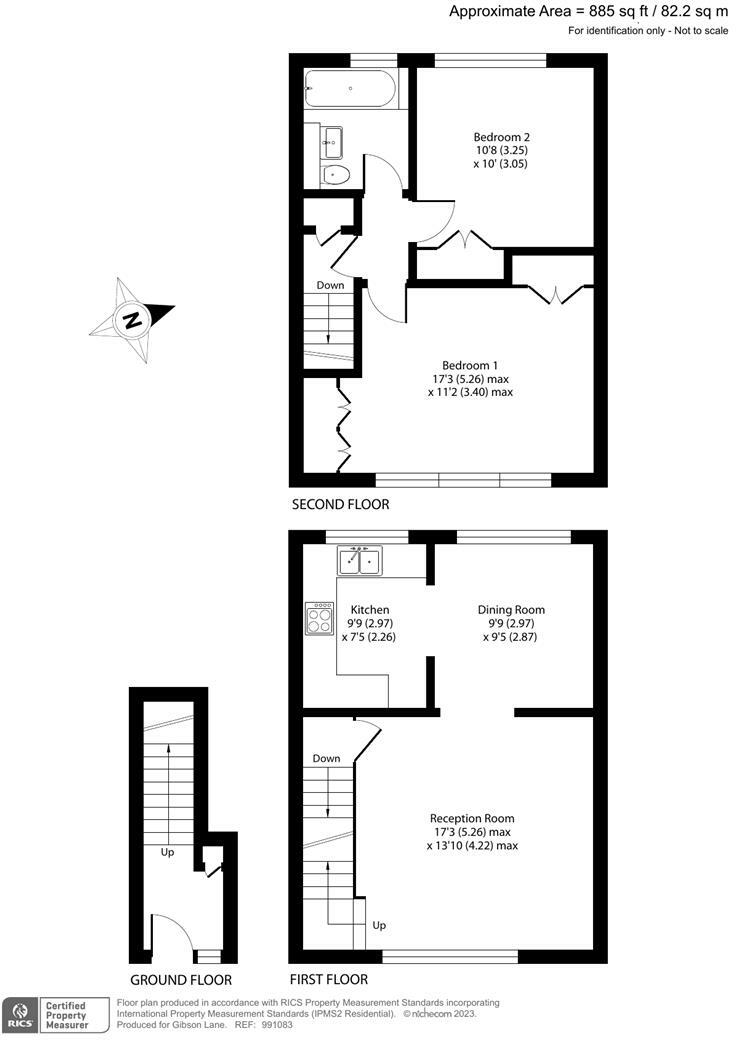 Approximate Area = 885 sq ft / 82.2 sq m
For identification only - Not to scale
Bedroom 2
10'8 (3.25)
x 10' (3.05)
Down
N
Bedroom 1
17'3 (5.26) max
x 11'2 (3.40) max
SECOND FLOOR
Kitchen
9'9 (2.97)
x 7'5 (2.26)
Dining Room
9'9 (2.97)
x 9'5 (2.87)
Down
Reception Room
17'3 (5.26) max
x 13'10 (4.22) max
Up
Up
GROUND FLOOR
FIRST FLOOR
RICS
Certified
Property
Measurer
Floor plan produced in accordance with RICS Property Measurement Standards incorporating
International Property Measurement Standards (IPMS2 Residential). © nichecom 2023.
Produced for Gibson Lane. REF: 991083